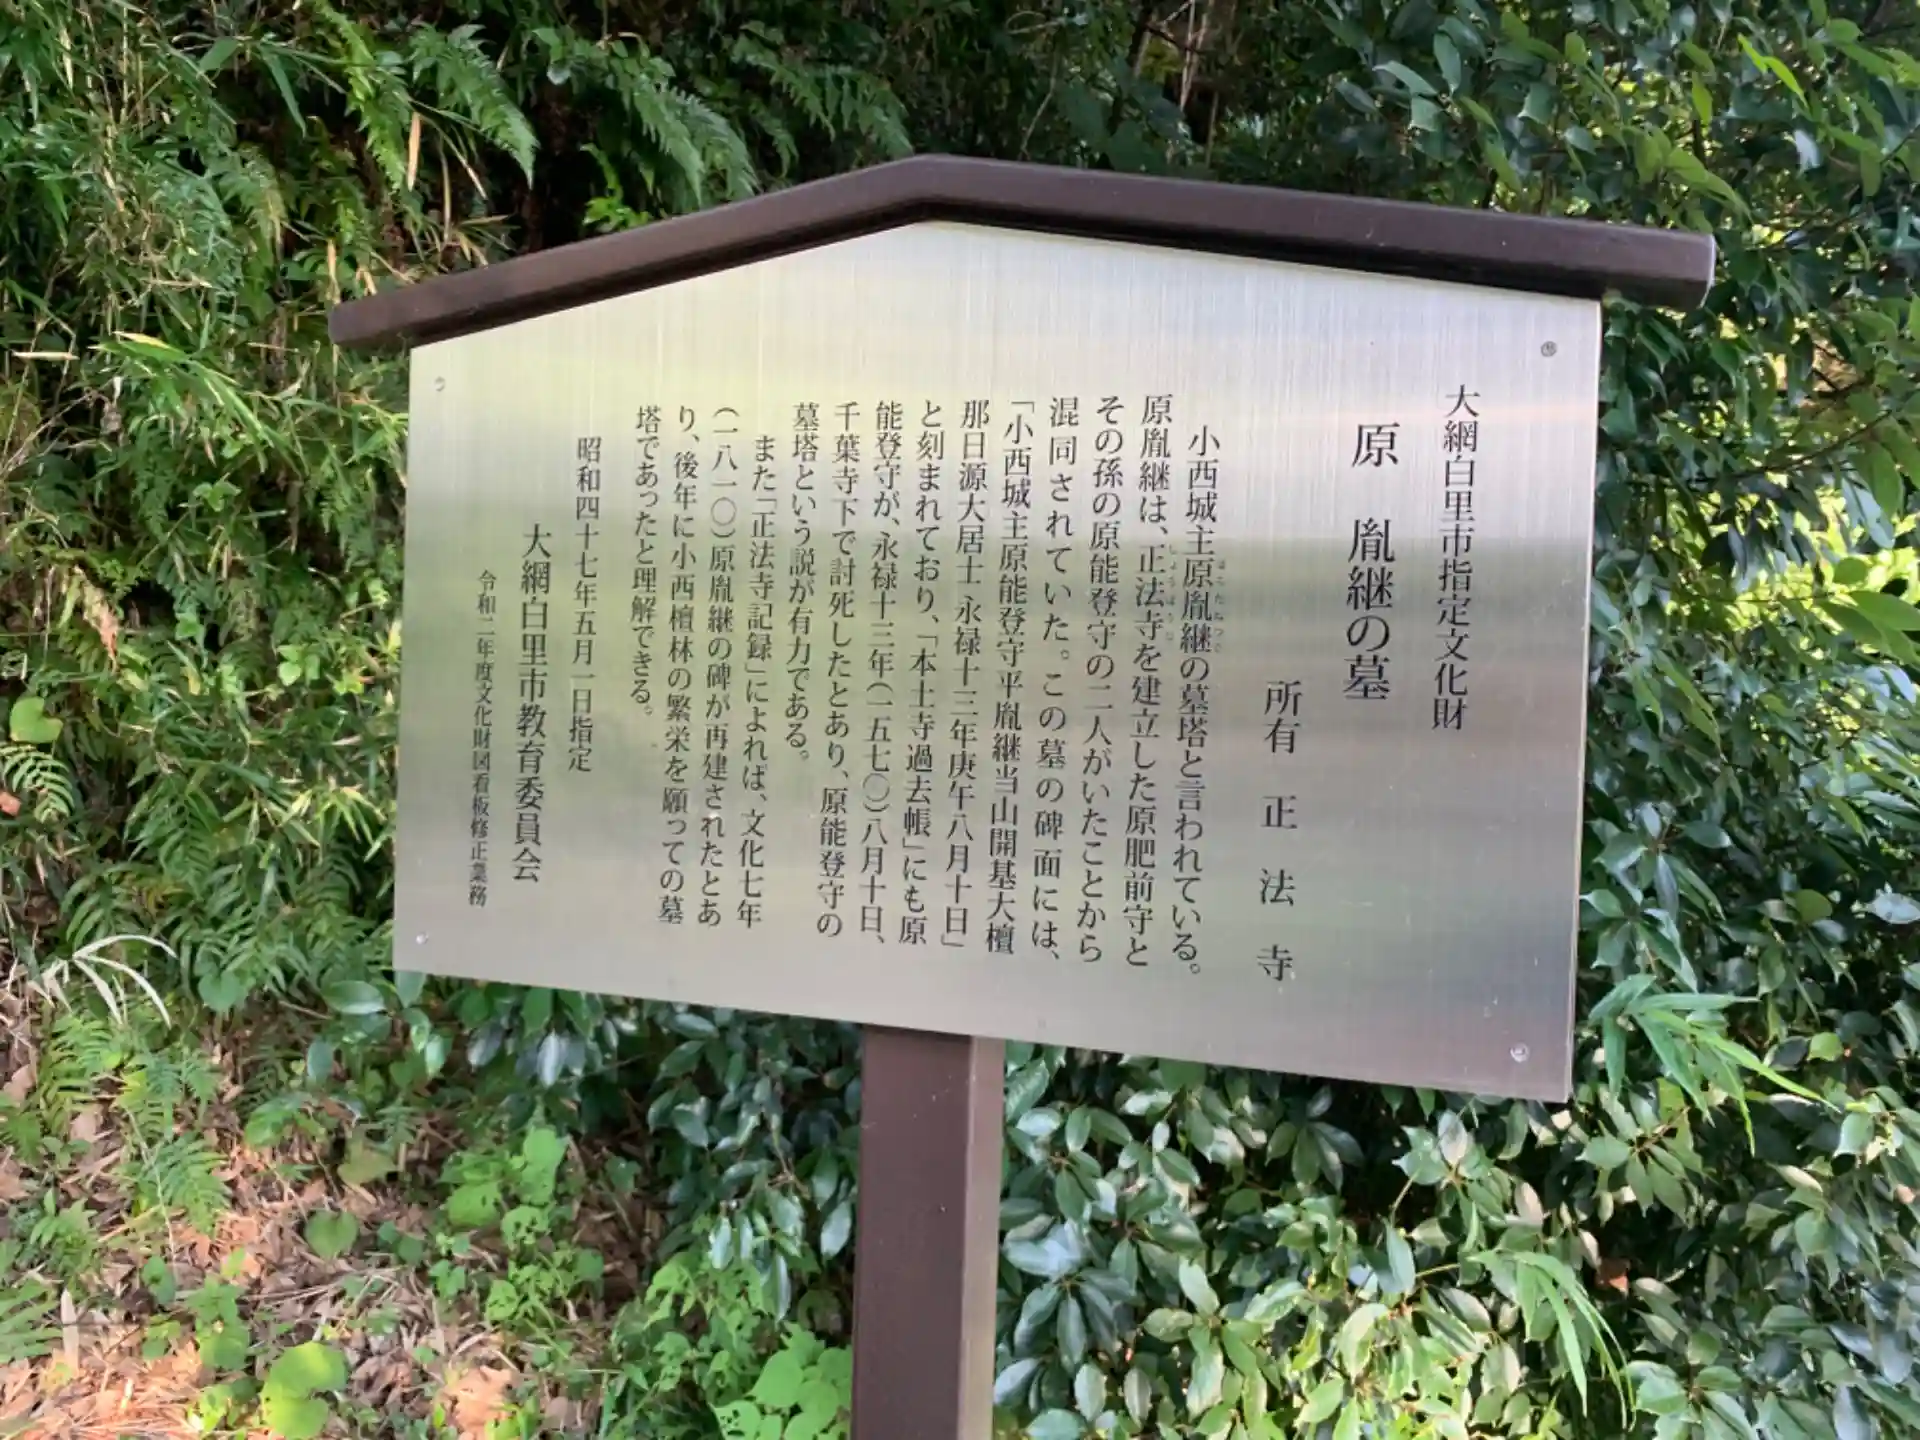 大網白里市指定文化財
原 胤継の墓
所有 正法寺
小西城主原胤継の墓塔と言われている。
原胤継は、正法寺を建立した原肥前守と
その孫の原能登守の二人がいたことから
混同されていた。この墓の碑面には、
「小西城主原能登守平胤継当山開基大檀
那日源大居士 永禄十三年庚午八月十日」
と刻まれており、「本土寺過去帳」にも原
能登守が、永禄十三年(一五七〇)八月十日、
千葉寺下で討死したとあり、原能登守の
墓塔という説が有力である。
また「正法寺記録」によれば、文化七年
(一八一〇)原胤継の碑が再建されたとあ
り、後年に小西檀林の繁栄を願っての墓
塔であったと理解できる。
昭和四十七年五月一日指定
大網白里市教育委員会
令和二年度文化財図看板修正業務